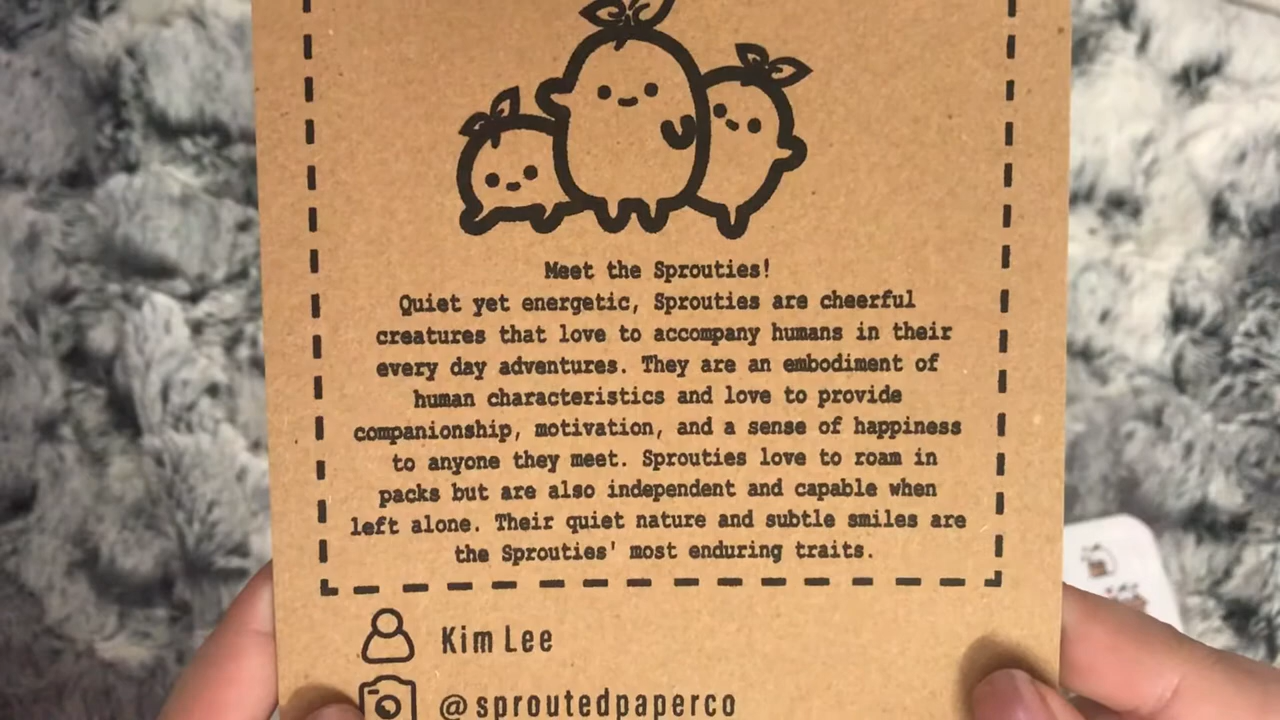 Meet the Sprouties!
Quiet yet energetic, Sprouties are cheerful
creatures that love to accompany humans in their
every day adventures. They are an embodiment of
human characteristics and love to provide
companionship, motivation, and a sense of happiness
to anyone they meet. Sprouties love to roam in
packs but are also independent and capable when
left alone. Their quiet nature and subtle smiles are
the Sprouties' most enduring traits.
Kim Lee
@sproutedpaperco